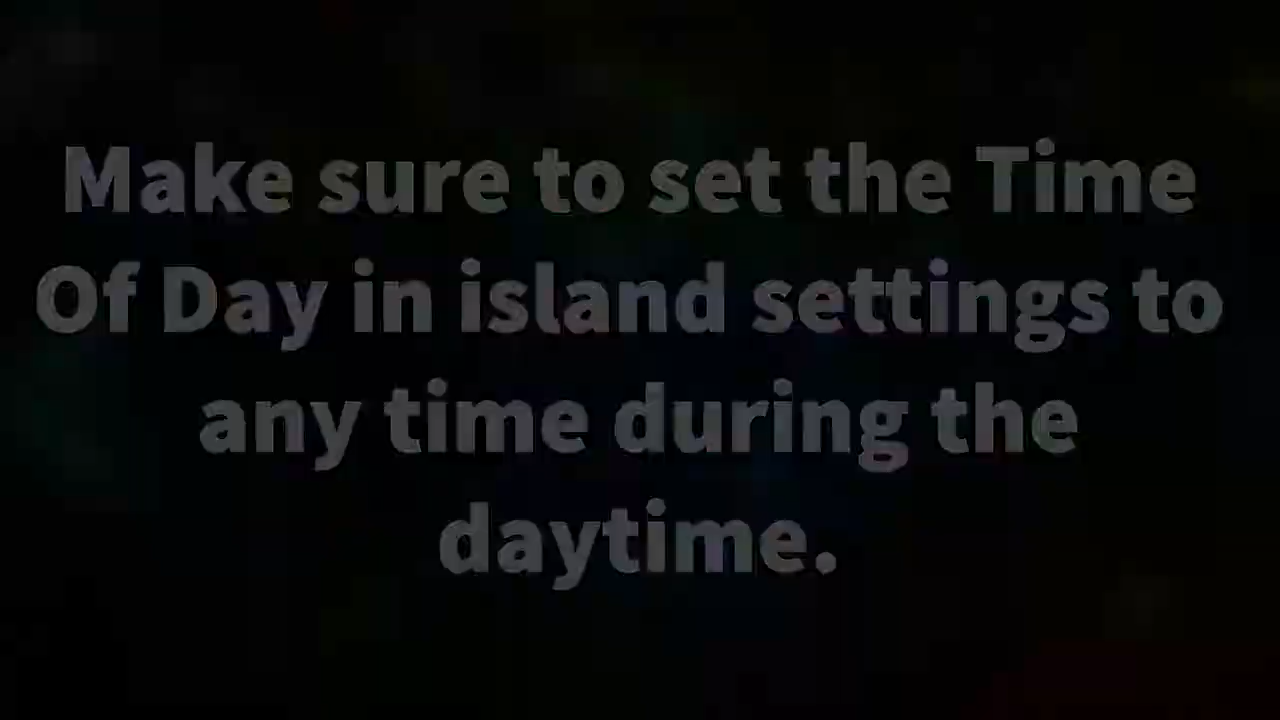 Make sure to set the Time
Of Day in island settings to
any time during the
daytime.